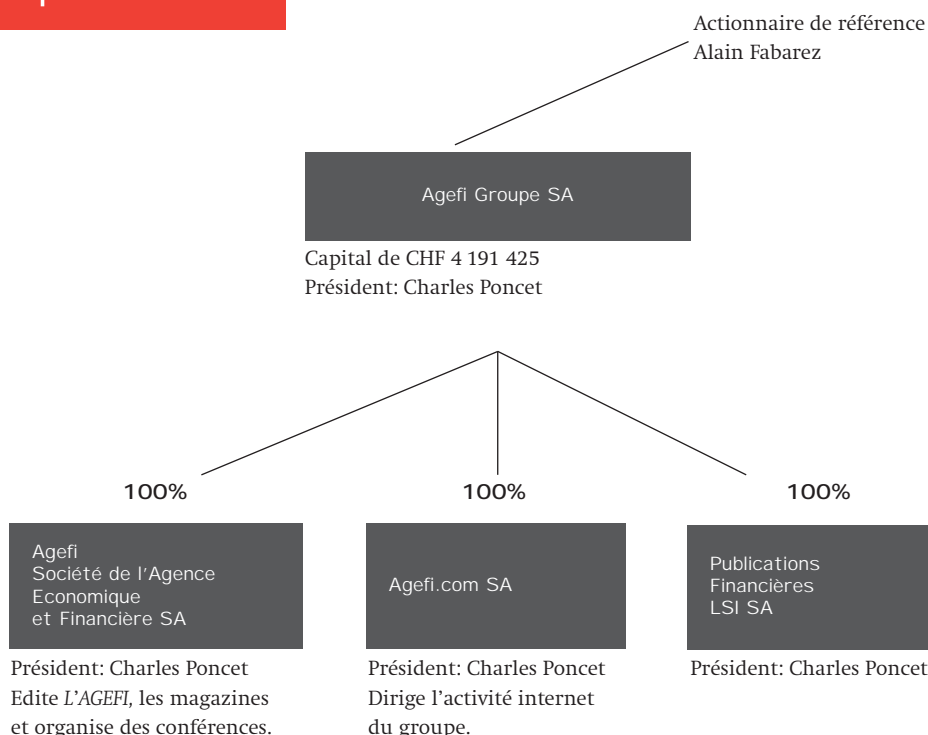 Actionnaire de référence
Alain Fabarez
Agefi Groupe SA
Capital de CHF 4 191 425
Président: Charles Poncet
100%
100%
100%
Agefi
Société de l'Agence
Economique
et Financière SA
Agefi.com SA
Publications
Financières
LSI SA
Président: Charles Poncet
Edite L'AGEFI, les magazines
et organise des conférences.
Président: Charles Poncet
Dirige l'activité internet
du groupe.
Président: Charles Poncet